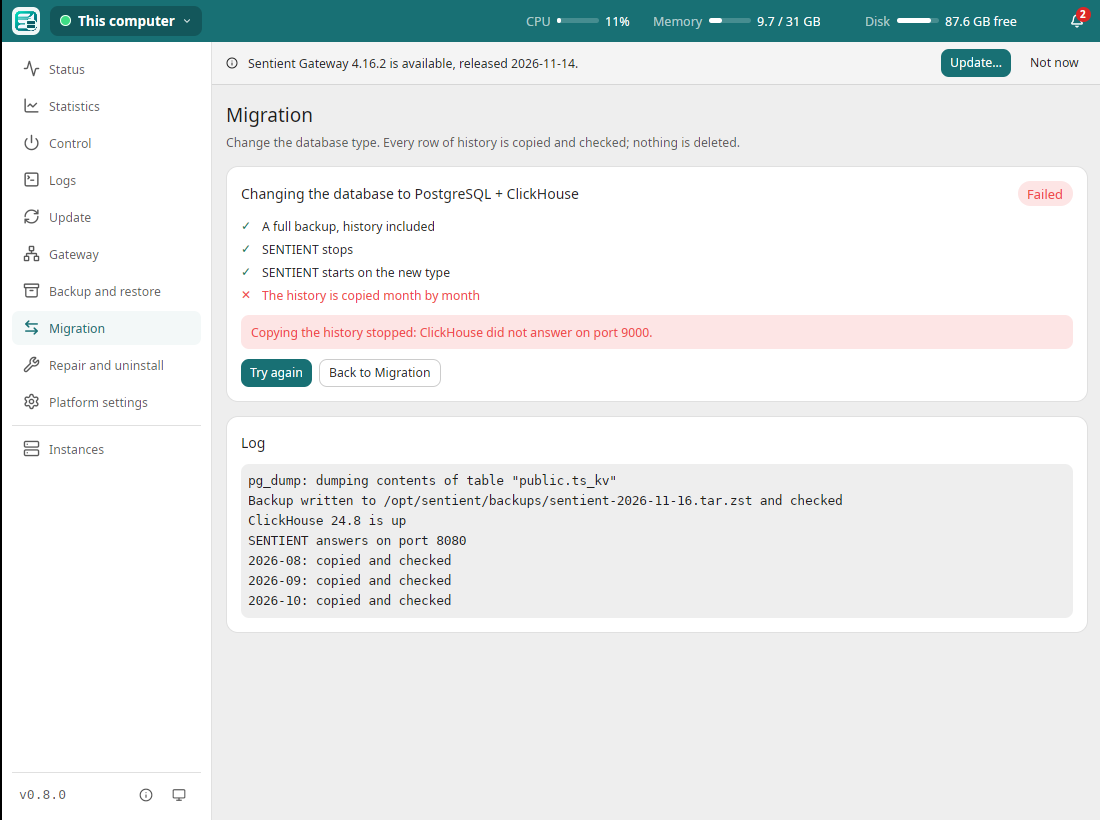 This computer
CPU 11%
Memory 9.7 / 31 GB
Disk 87.6 GB free
2
Status
Statistics
Control
Logs
Update
Gateway
Backup and restore
Migration
Repair and uninstall
Platform settings
Instances
v0.8.0
Sentient Gateway 4.16.2 is available, released 2026-11-14.
Update...
Not now
Migration
Change the database type. Every row of history is copied and checked; nothing is deleted.
Changing the database to PostgreSQL + ClickHouse
Failed
✓ A full backup, history included
✓ SENTIENT stops
✓ SENTIENT starts on the new type
✕ The history is copied month by month
Copying the history stopped: ClickHouse did not answer on port 9000.
Try again
Back to Migration
Log
pg_dump: dumping contents of table "public.ts_kv"
Backup written to /opt/sentient/backups/sentient-2026-11-16.tar.zst and checked
ClickHouse 24.8 is up
SENTIENT answers on port 8080
2026-08: copied and checked
2026-09: copied and checked
2026-10: copied and checked